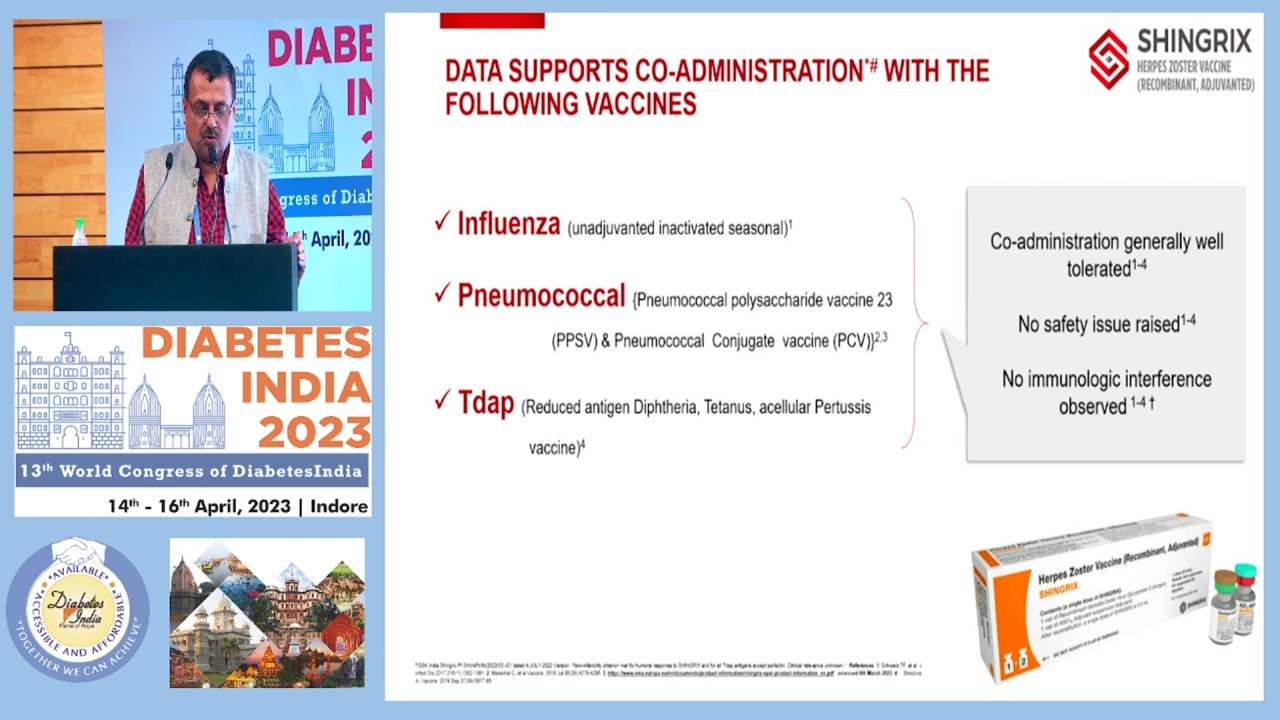 DIABE
IN
2
gress of Diab
April, 20
DIABETES
INDIA
2023
13th World Congress of DiabetesIndia
14th - 16th April, 2023 | Indore
*AVAILABLE*
Diabetes
India
*ACCESSIBLE AND AFFORDABLE*
"TOGETHER WE CAN ACHIEVE"
DATA SUPPORTS CO-ADMINISTRATION*# WITH THE
FOLLOWING VACCINES
SHINGRIX
HERPES ZOSTER VACCINE
(RECOMBINANT, ADJUVANTED)
✓ Influenza (unadjuvanted inactivated seasonal)1
✓ Pneumococcal {Pneumococcal polysaccharide vaccine 23
(PPSV) & Pneumococcal Conjugate vaccine (PCV)}2,3
✓ Tdap (Reduced antigen Diphtheria, Tetanus, acellular Pertussis
vaccine)4
Co-administration generally well
tolerated1-4
No safety issue raised1-4
No immunologic interference
observed 1-4 †
Herpes Zoster Vaccine (Recombinant, Adjuvanted)
SHINGRIX